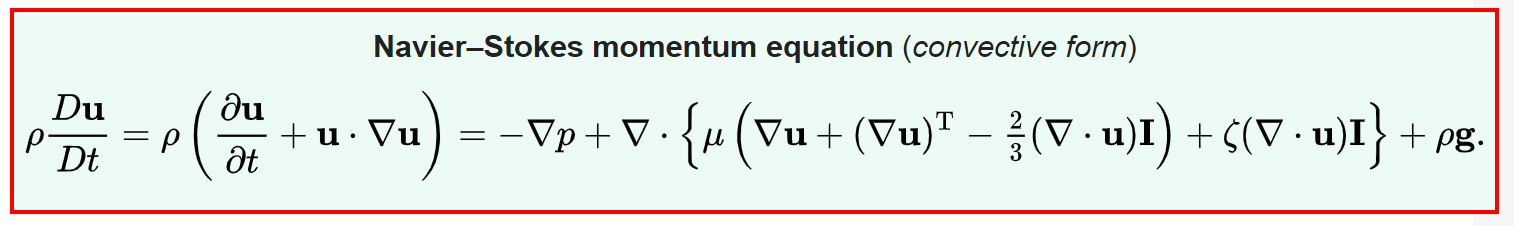 Navier–Stokes momentum equation (convective form)
ρ Du/Dt = ρ (∂u/∂t + u · ∇u) = −∇p + ∇ · {μ (∇u + (∇u)ᵀ − ⅔(∇ · u)I) + ζ(∇ · u)I} + ρg.